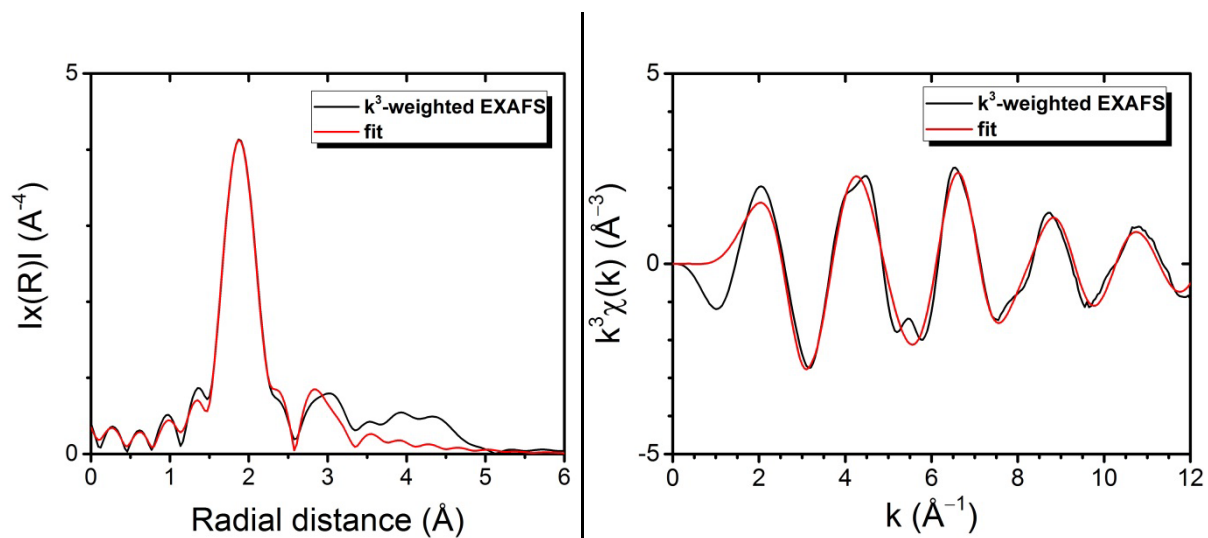 5
k³-weighted EXAFS
fit
Ix(R)I (A⁻⁴)
0
0 1 2 3 4 5 6
Radial distance (Å)
5
k³-weighted EXAFS
fit
k³χ(k) (Å⁻³)
0
-5
0 2 4 6 8 10 12
k (Å⁻¹)